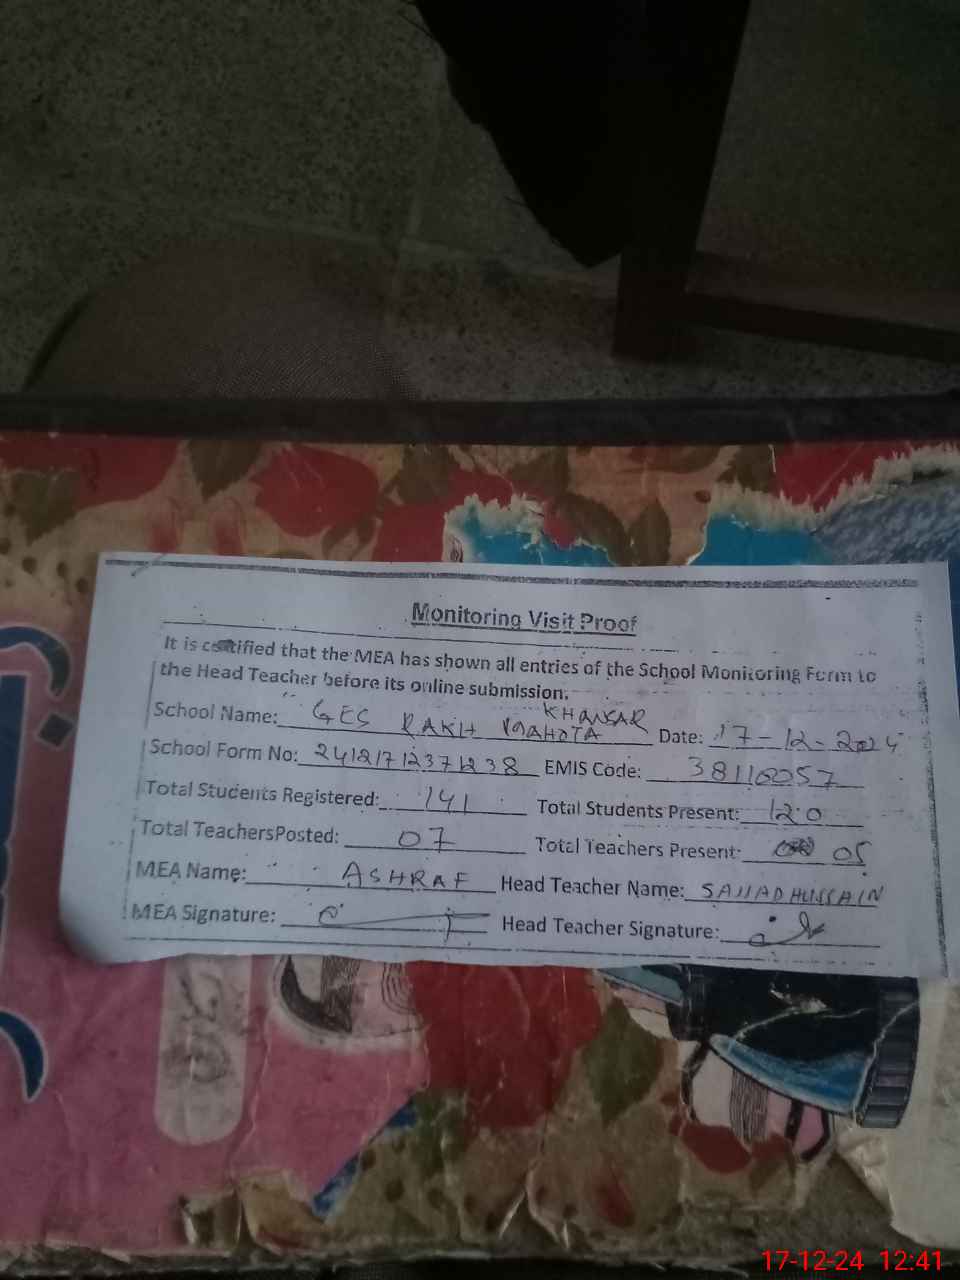 Monitoring Visit Proof
It is certified that the MEA has shown all entries of the School Monitoring Form to
the Head Teacher before its online submission.
School Name: GES RAKH MAHOTA KHANSAR Date: 17-12-2024
School Form No: 24121712371238 EMIS Code: 38110057
Total Students Registered: 141 Total Students Present: 120
Total TeachersPosted: 07 Total Teachers Present: 05
MEA Name: ASHRAF Head Teacher Name: SAJJAD HUSSAIN
MEA Signature: Head Teacher Signature:
17-12-24 12:41